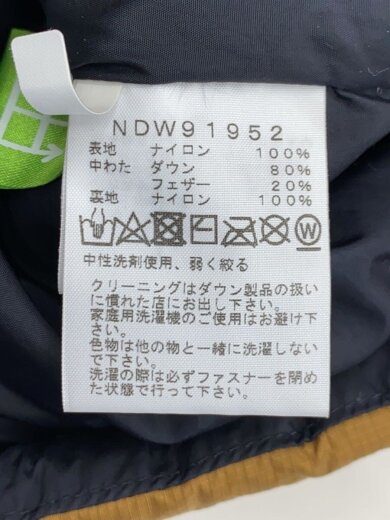 NDW91952
表地 ナイロン 100%
中わた ダウン 80%
フェザー 20%
裏地 ナイロン 100%
W
中性洗剤使用、弱く絞る
クリーニングはダウン製品の扱い
に慣れた店にお出し下さい。
家庭用洗濯機のご使用はお避け下
さい。
色物は他の物と一緒に洗濯しない
で下さい。
洗濯の際は必ずファスナーを閉め
た状態で行って下さい。